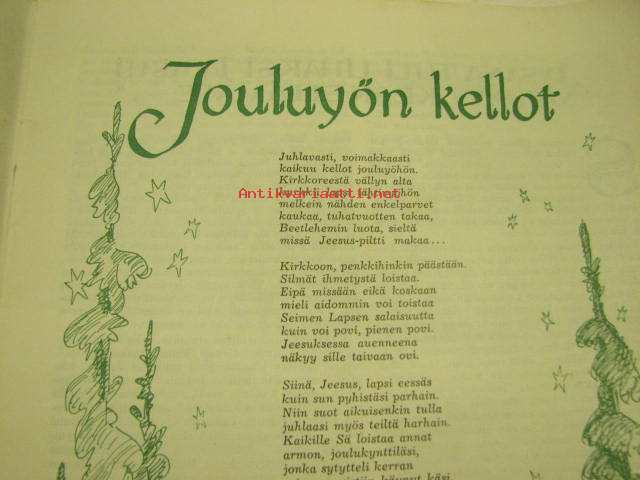 Jouluyön kellot
Juhlavasti, voimakkaasti
kaikuu kellot jouluyöhön.
Kirkkoreestä vällyn alta
Antikvariaatti.net
melkein nähden enkelparvet
kaukaa, tuhatvuotten takaa,
Beetlehemin luota, sieltä
missä Jeesus-piltti makaa...
Kirkkoon, penkkihinkin päästään.
Silmät ihmetystä loistaa.
Eipä missään eikä koskaan
mieli aidommin voi toistaa
Seimen Lapsen salaisuutta
kuin voi povi, pienen povi.
Jeesuksessa auenneena
näkyy sille taivaan ovi.
Siinä, Jeesus, lapsi eessäs
kuin sun pyhistäsi parhain.
Niin suot aikuisenkin tulla
juhlaasi myös teiltä harhain.
Kaikille Sä loistaa annat
armon, joulukynttiläsi,
jonka sytytteli kerran